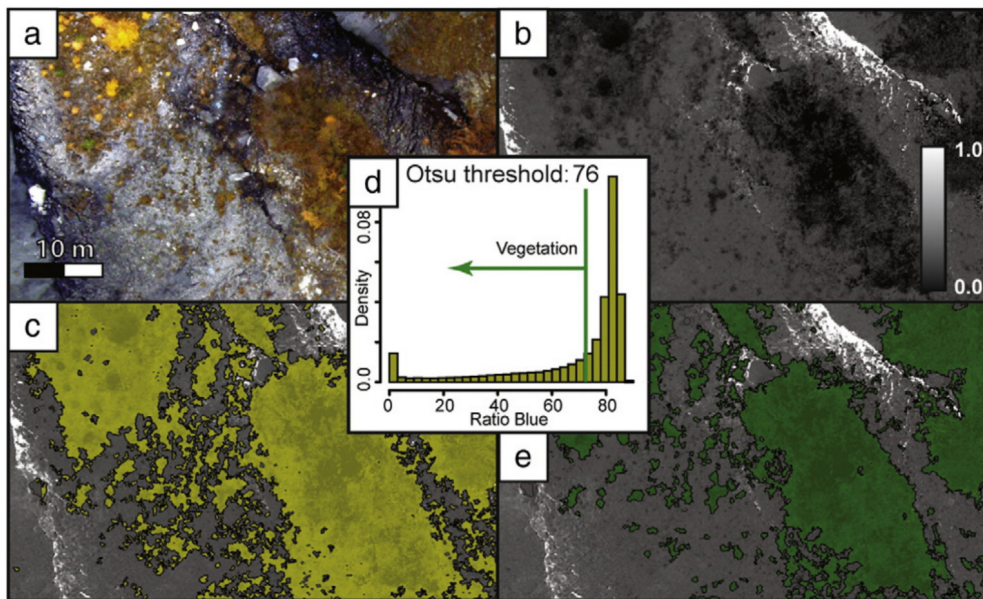 a
b
10 m
1.0
0.0
d
Otsu threshold: 76
Vegetation
Density
0.08
0.0
0
20
40
60
80
Ratio Blue
c
e